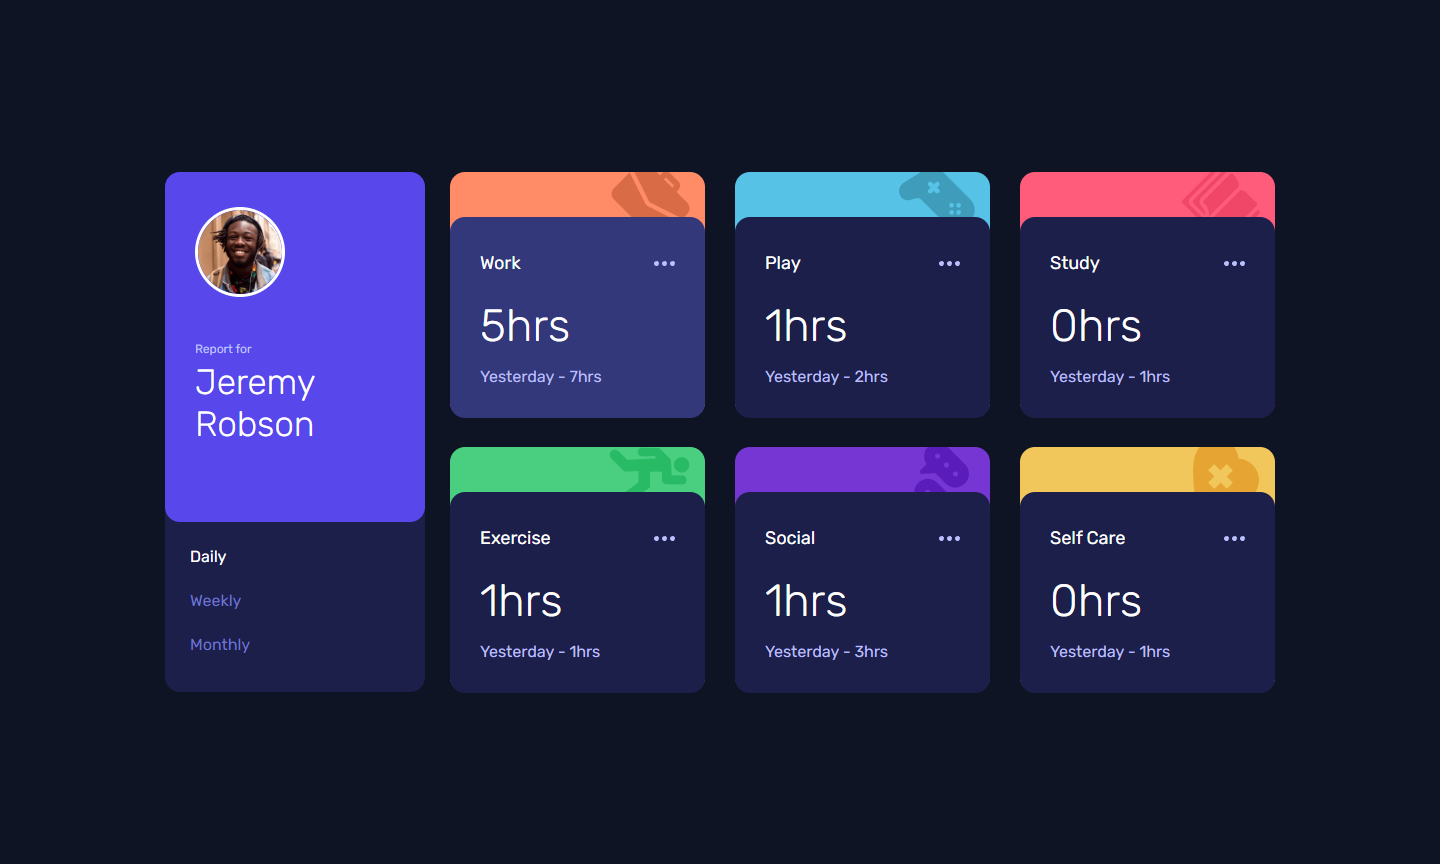 Report for
Jeremy
Robson
Daily
Weekly
Monthly
Work
5hrs
Yesterday - 7hrs
Play
1hrs
Yesterday - 2hrs
Study
0hrs
Yesterday - 1hrs
Exercise
1hrs
Yesterday - 1hrs
Social
1hrs
Yesterday - 3hrs
Self Care
0hrs
Yesterday - 1hrs